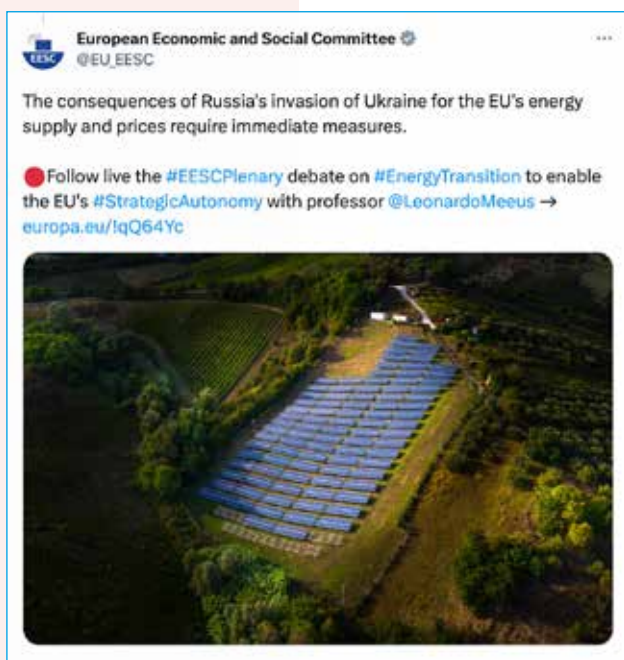 European Economic and Social Committee
EESC @EU_EESC
The consequences of Russia's invasion of Ukraine for the EU's energy
supply and prices require immediate measures.
🔴Follow live the #EESCPlenary debate on #EnergyTransition to enable
the EU's #StrategicAutonomy with professor @LeonardoMeeus →
europa.eu/!qQ64Yc